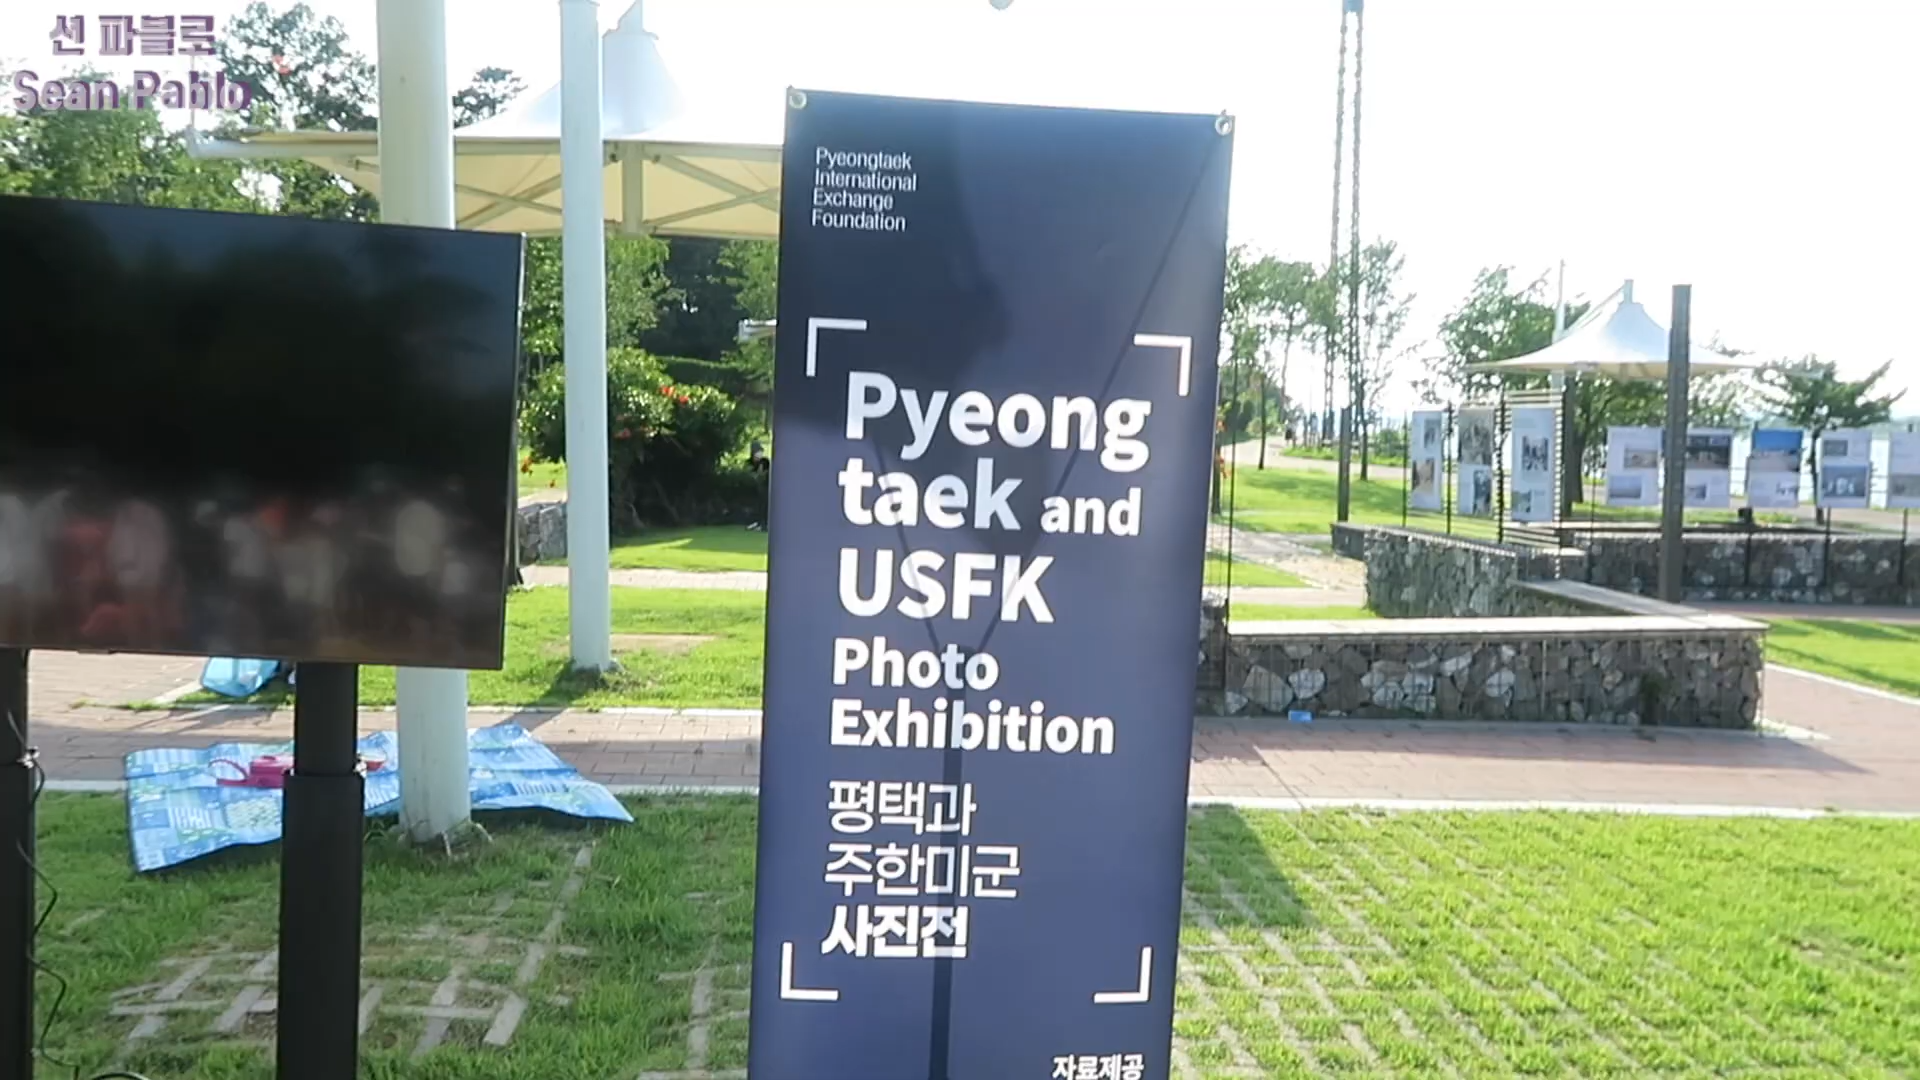 션 파블로
Sean Pablo
Pyeongtaek
International
Exchange
Foundation
Pyeong
taek and
USFK
Photo
Exhibition
평택과
주한미군
사진전
자료제공